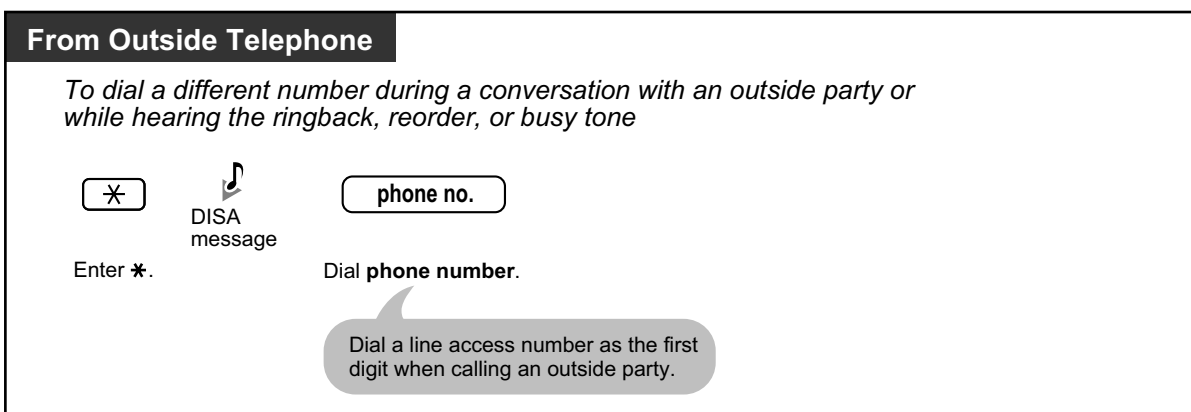 From Outside Telephone
To dial a different number during a conversation with an outside party or
while hearing the ringback, reorder, or busy tone
*
DISA
message
phone no.
Enter *.
Dial phone number.
Dial a line access number as the first
digit when calling an outside party.